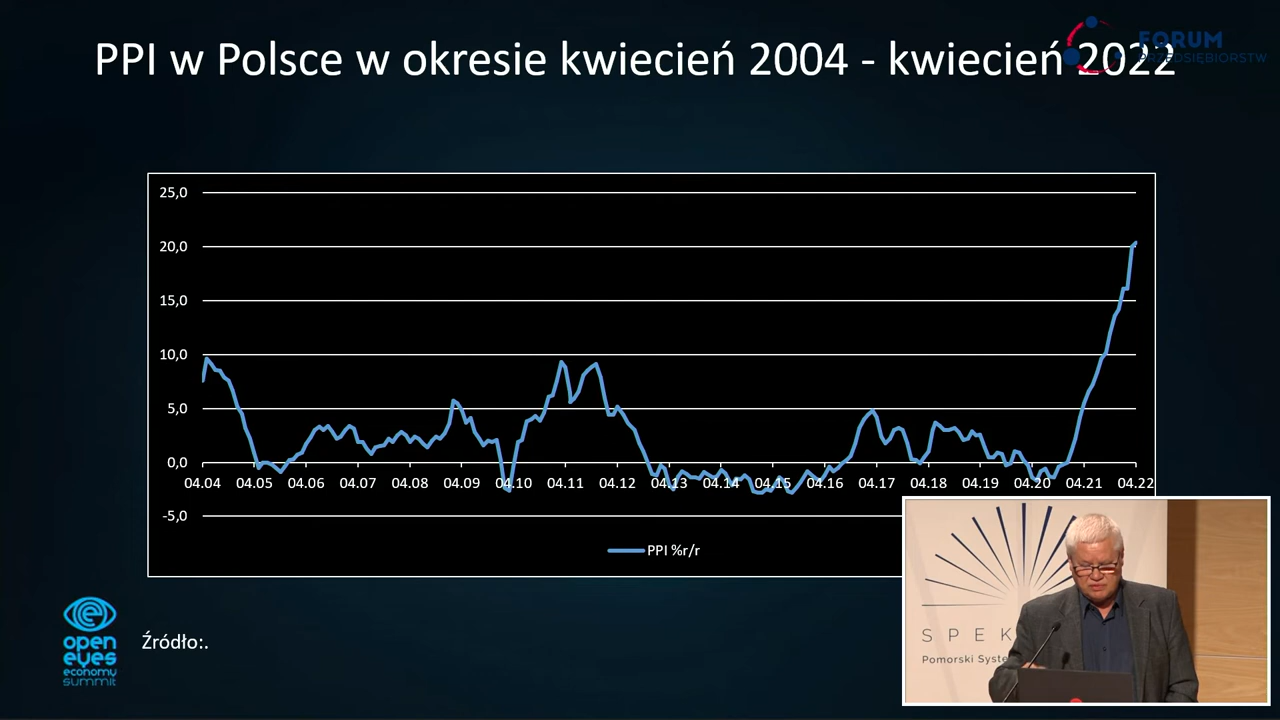 PPI w Polsce w okresie kwiecień 2004 - kwiecień 2022
FORUM
PRZEDSIĘBIORSTW
25,0
20,0
15,0
10,0
5,0
0,0
04.04 04.05 04.06 04.07 04.08 04.09 04.10 04.11 04.12 04.13 04.14 04.15 04.16 04.17 04.18 04.19 04.20 04.21 04.22
-5,0
PPI %r/r
open
eyes
economy
summit
Źródło:.
SPEK
Pomorski Syste